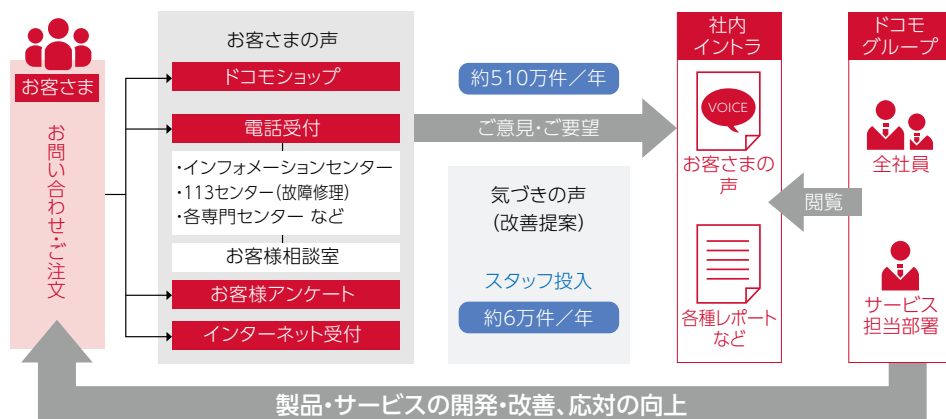 お客さま
お問い合わせ・ご注文
お客さまの声
ドコモショップ
電話受付
・インフォメーションセンター
・113センター(故障修理)
・各専門センター など
お客様相談室
お客様アンケート
インターネット受付
約510万件／年
ご意見・ご要望
気づきの声
(改善提案)
スタッフ投入
約6万件／年
社内
イントラ
VOICE
お客さまの
声
各種レポート
など
閲覧
ドコモ
グループ
全社員
サービス
担当部署
製品・サービスの開発・改善、応対の向上